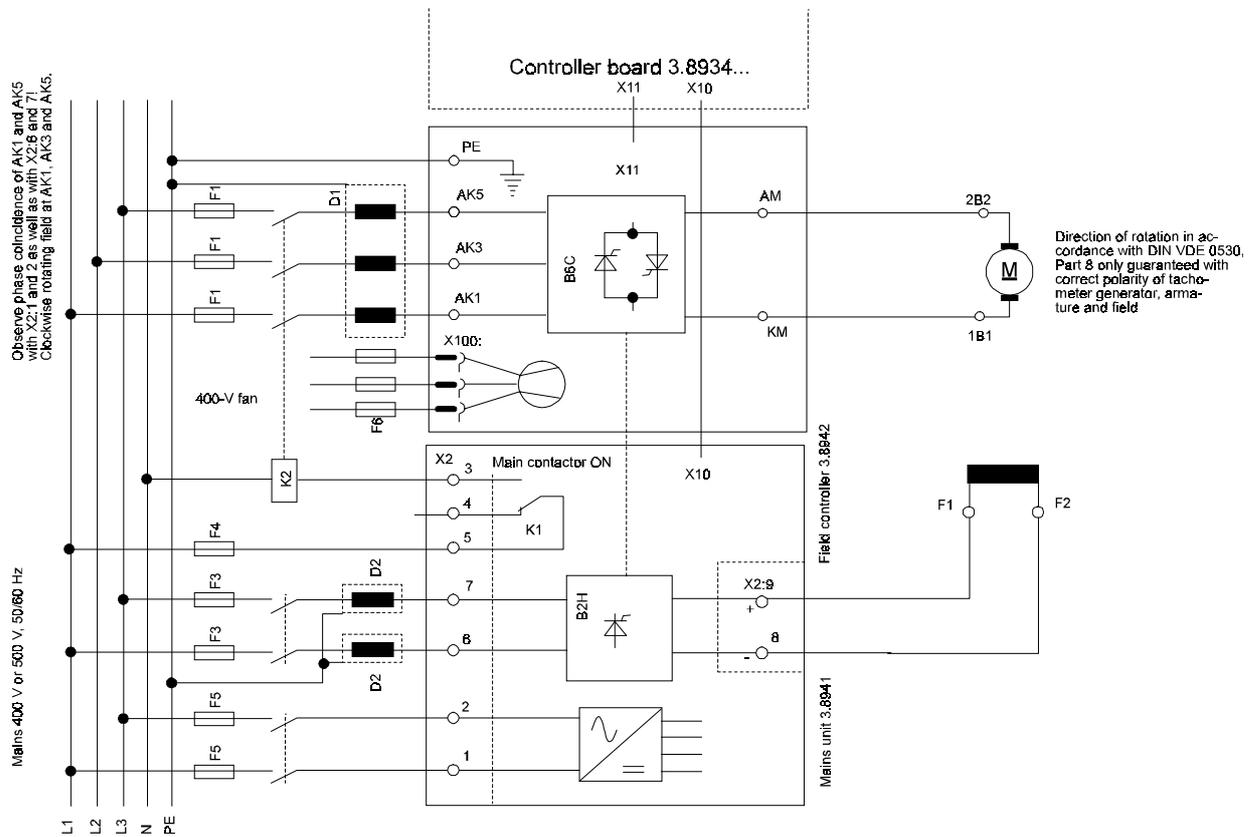 Controller board 3.8934...
X11
X10
Observe phase coincidence of AK1 and AK5
with X2:1 and 2 as well as with X2:6 and 7!
Clockwise rotating field at AK1, AK3 and AK5.
PE
X11
F1
D1
AK5
AM
2B2
F1
AK3
B6C
M
Direction of rotation in ac-
cordance with DIN VDE 0530,
Part 8 only guaranteed with
correct polarity of tacho-
meter generator, arma-
ture and field
F1
AK1
KM
1B1
X100:
400-V fan
F6
X2
Main contactor ON
X10
Field controller 3.8942
K2
3
4
K1
F1
F2
F4
5
D2
F3
7
B2H
X2:9
+
F3
6
8
-
D2
Mains 400 V or 500 V, 50/60 Hz
F5
2
Mains unit 3.8941
F5
1
L1
L2
L3
N
PE